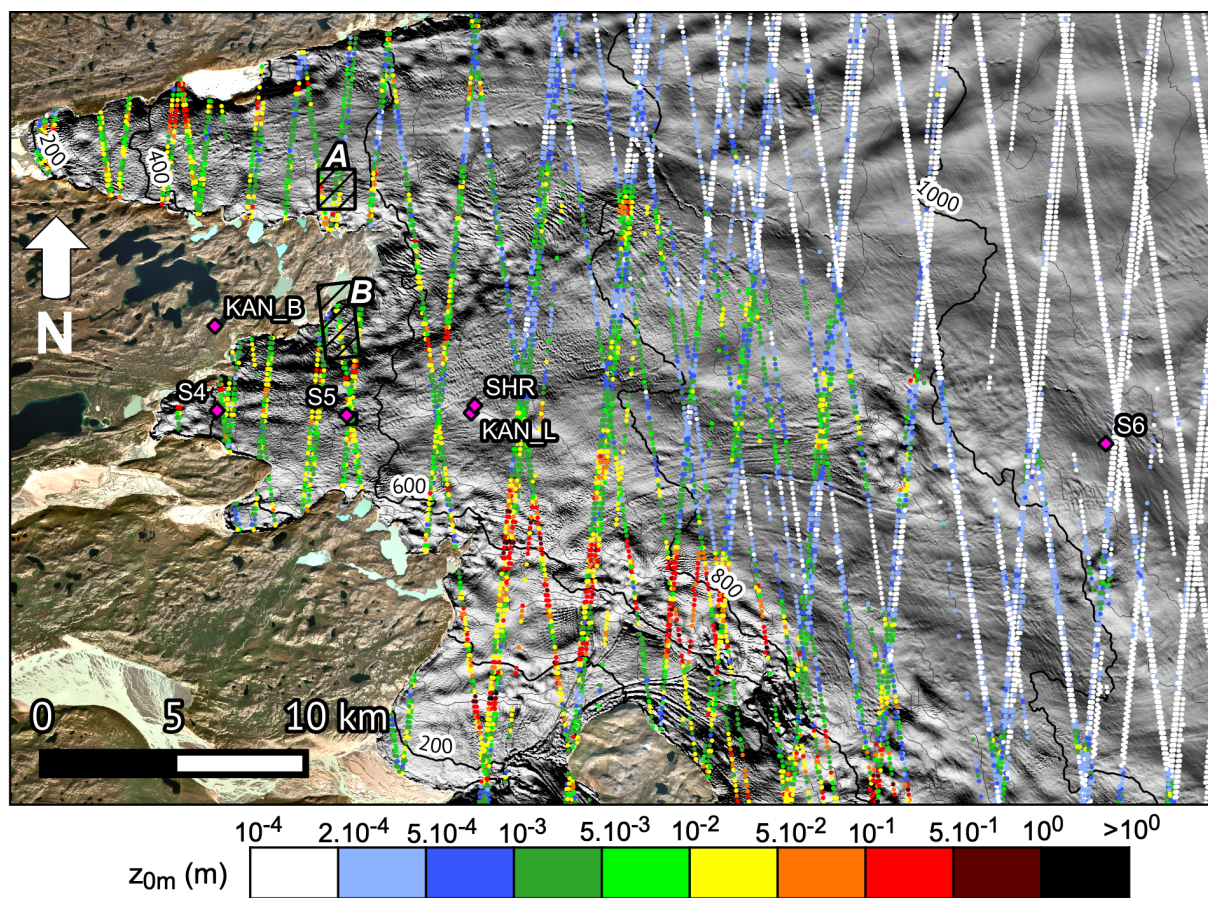 200
400
A
1000
N
KAN_B
B
S4
S5
SHR
KAN_L
S6
600
800
200
0 5 10 km
10⁻⁴ 2.10⁻⁴ 5.10⁻⁴ 10⁻³ 5.10⁻³ 10⁻² 5.10⁻² 10⁻¹ 5.10⁻¹ 10⁰ >10⁰
z₀ₘ (m)